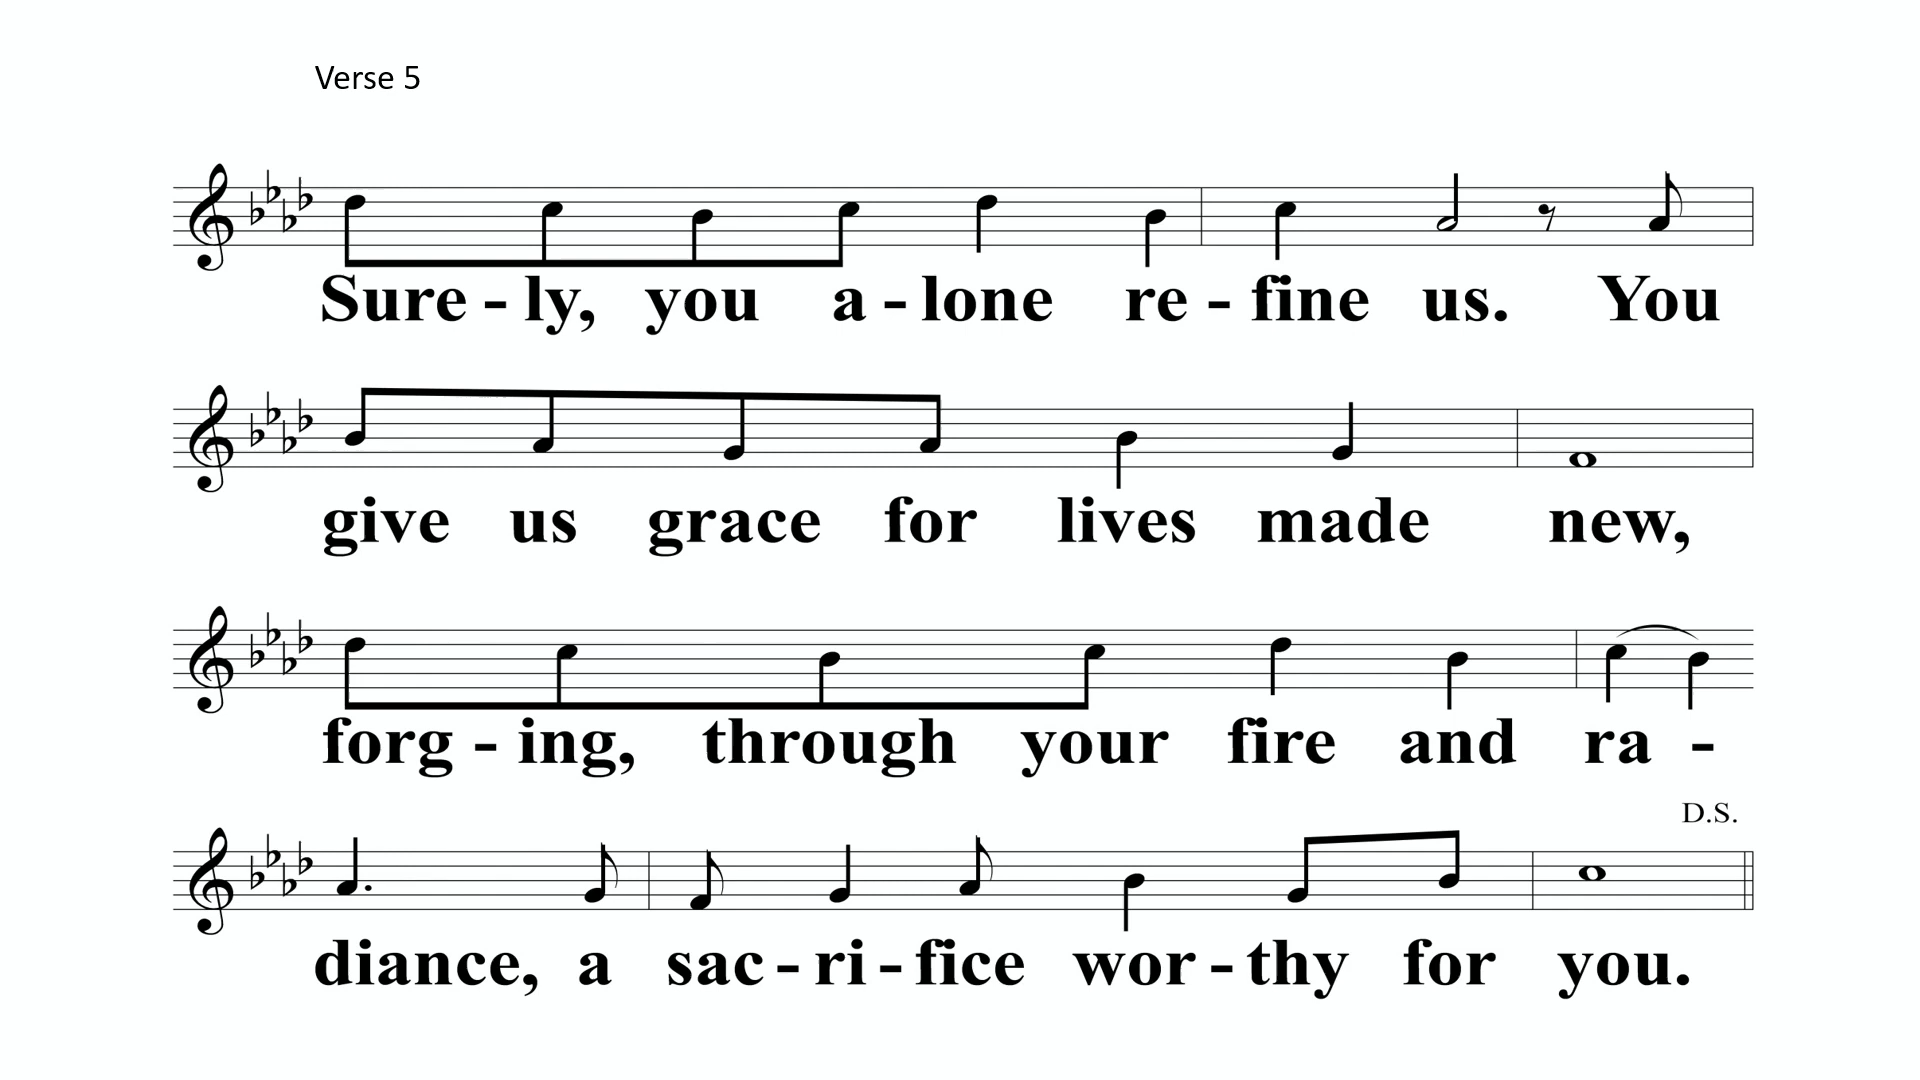 Verse 5
Sure - ly, you a - lone re - fine us. You
give us grace for lives made new,
forg - ing, through your fire and ra -
D.S.
diance, a sac - ri - fice wor - thy for you.